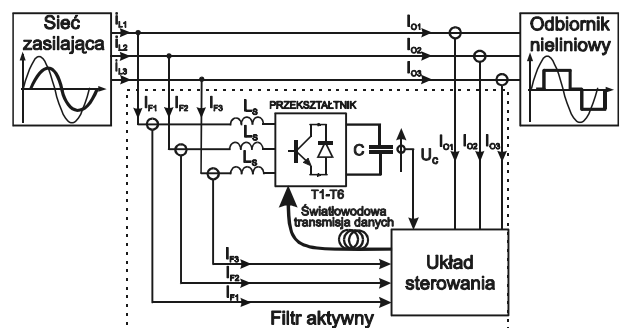 Sieć
zasilająca
iL1
iL2
iL3
IO1
IO2
IO3
Odbiornik
nieliniowy
IF1
IF2
IF3
LS
LS
LS
PRZEKSZTAŁTNIK
T1-T6
C
UC
IO1
IO2
IO3
Światłowodowa
transmisja danych
IF3
IF2
IF1
Układ
sterowania
Filtr aktywny